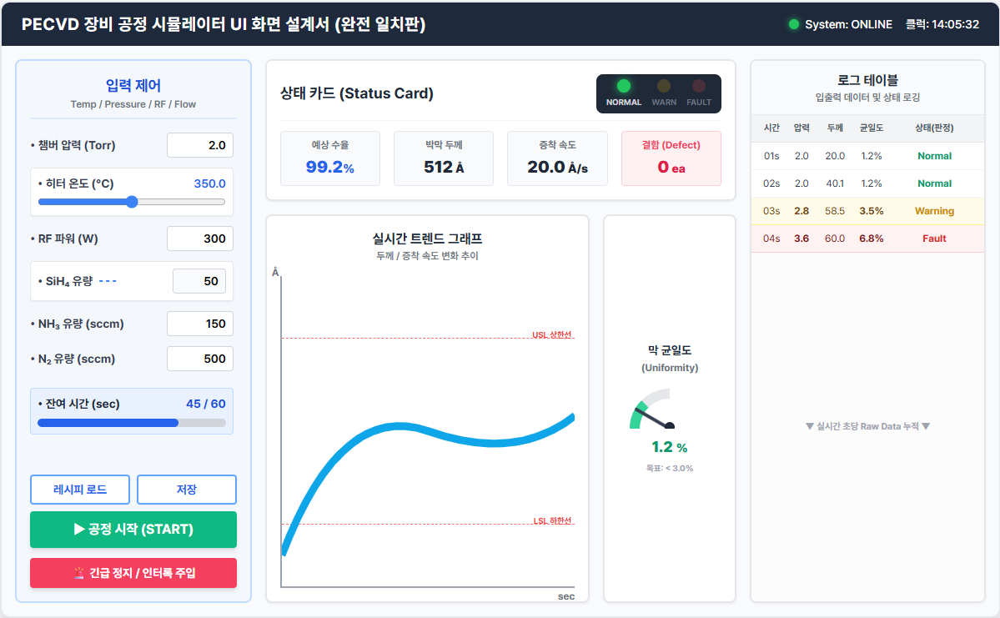 PECVD 장비 공정 시뮬레이터 UI 화면 설계서 (완전 일치판)
System: ONLINE 클럭: 14:05:32
입력 제어
Temp / Pressure / RF / Flow
• 챔버 압력 (Torr) 2.0
• 히터 온도 (°C) 350.0
• RF 파워 (W) 300
• SiH₄ 유량 --- 50
• NH₃ 유량 (sccm) 150
• N₂ 유량 (sccm) 500
• 잔여 시간 (sec) 45 / 60
레시피 로드 저장
▶ 공정 시작 (START)
🚨 긴급 정지 / 인터록 주입
상태 카드 (Status Card)
NORMAL WARN FAULT
예상 수율
99.2%
박막 두께
512 Å
증착 속도
20.0 Å/s
결함 (Defect)
0 ea
실시간 트렌드 그래프
두께 / 증착 속도 변화 추이
Å
USL 상한선
LSL 하한선
sec
막 균일도
(Uniformity)
1.2 %
목표: < 3.0%
로그 테이블
입출력 데이터 및 상태 로깅
시간 압력 두께 균일도 상태(판정)
01s 2.0 20.0 1.2% Normal
02s 2.0 40.1 1.2% Normal
03s 2.8 58.5 3.5% Warning
04s 3.6 60.0 6.8% Fault
▼ 실시간 초당 Raw Data 누적 ▼